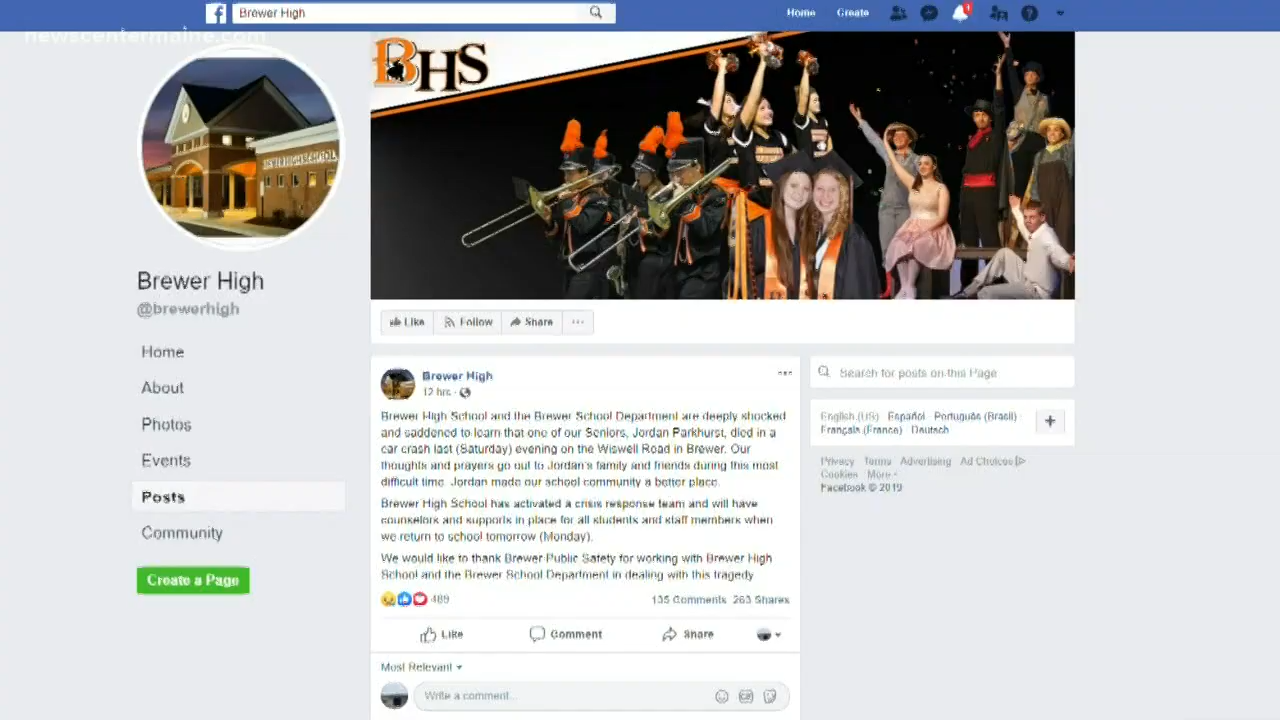 Brewer High
Home
Create
1
newscentermaine.com
BHS
BREWER HIGH SCHOOL
Brewer High
@brewerhigh
Home
About
Photos
Events
Posts
Community
Create a Page
Like
Follow
Share
Brewer High
12 hrs ·
Brewer High School and the Brewer School Department are deeply shocked
and saddened to learn that one of our Seniors, Jordan Parkhurst, died in a
car crash last (Saturday) evening on the Wiswell Road in Brewer. Our
thoughts and prayers go out to Jordan's family and friends during this most
difficult time. Jordan made our school community a better place.
Brewer High School has activated a crisis response team and will have
counselors and supports in place for all students and staff members when
we return to school tomorrow (Monday).
We would like to thank Brewer Public Safety for working with Brewer High
School and the Brewer School Department in dealing with this tragedy
489
135 Comments 263 Shares
Like
Comment
Share
Most Relevant
Write a comment...
GIF
Search for posts on this Page
English (US) · Español · Português (Brasil) ·
Français (France) · Deutsch
Privacy · Terms · Advertising · Ad Choices
Cookies · More
Facebook © 2019